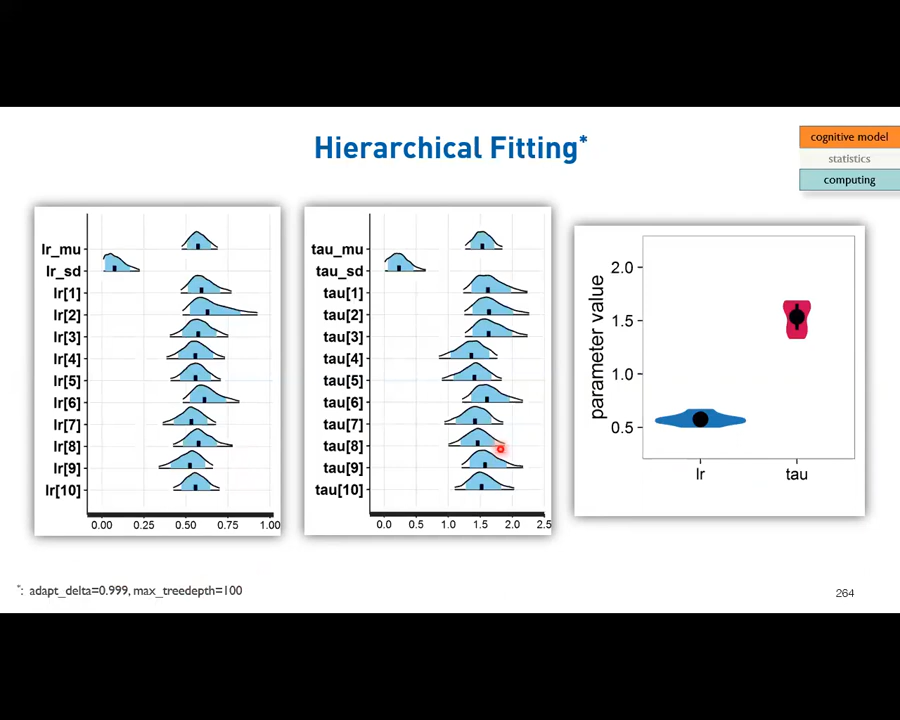 Hierarchical Fitting*
cognitive model
statistics
computing
lr_mu
lr_sd
lr[1]
lr[2]
lr[3]
lr[4]
lr[5]
lr[6]
lr[7]
lr[8]
lr[9]
lr[10]
0.00 0.25 0.50 0.75 1.00
tau_mu
tau_sd
tau[1]
tau[2]
tau[3]
tau[4]
tau[5]
tau[6]
tau[7]
tau[8]
tau[9]
tau[10]
0.0 0.5 1.0 1.5 2.0 2.5
parameter value
2.0
1.5
1.0
0.5
lr tau
*: adapt_delta=0.999, max_treedepth=100
264